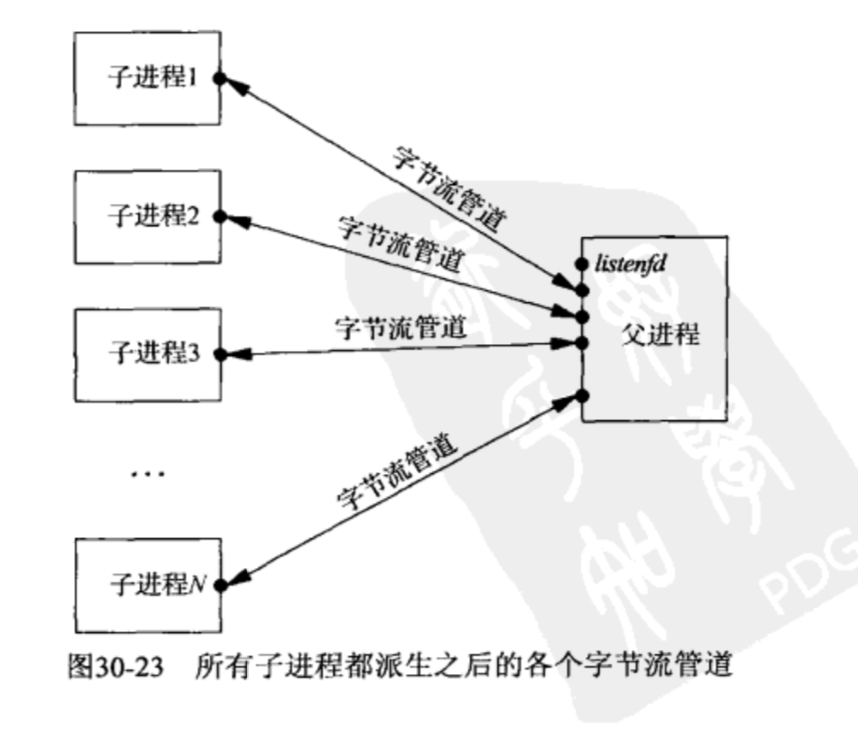 子进程1
字节流管道
子进程2
字节流管道
listenfd
子进程3
字节流管道
父进程
...
字节流管道
子进程N
PDG
图30-23 所有子进程都派生之后的各个字节流管道